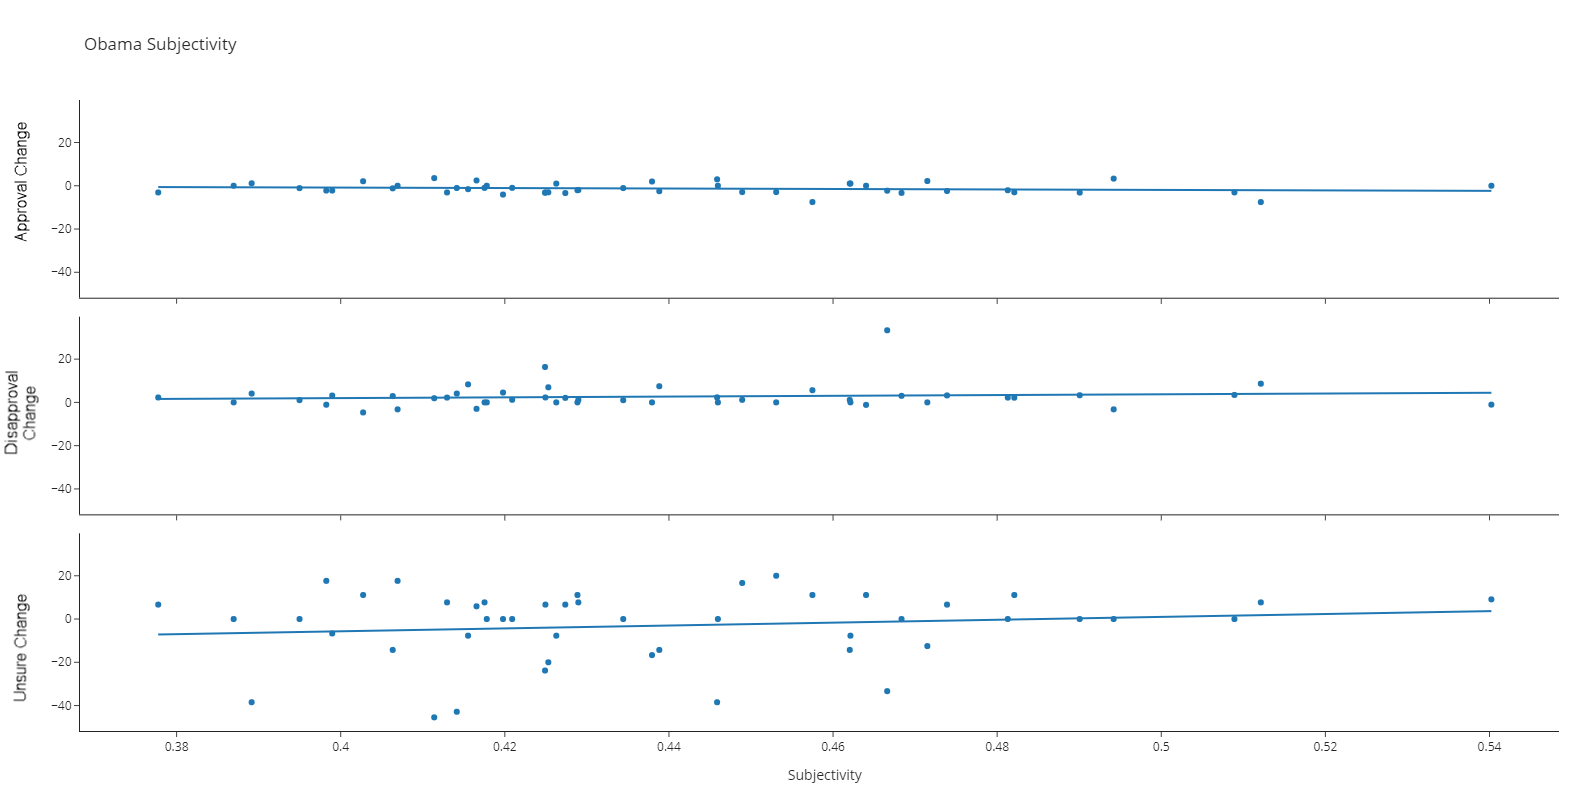 Obama Subjectivity
Approval Change
20
0
−20
−40
Disapproval
Change
20
0
−20
−40
Unsure Change
20
0
−20
−40
0.38 0.4 0.42 0.44 0.46 0.48 0.5 0.52 0.54
Subjectivity